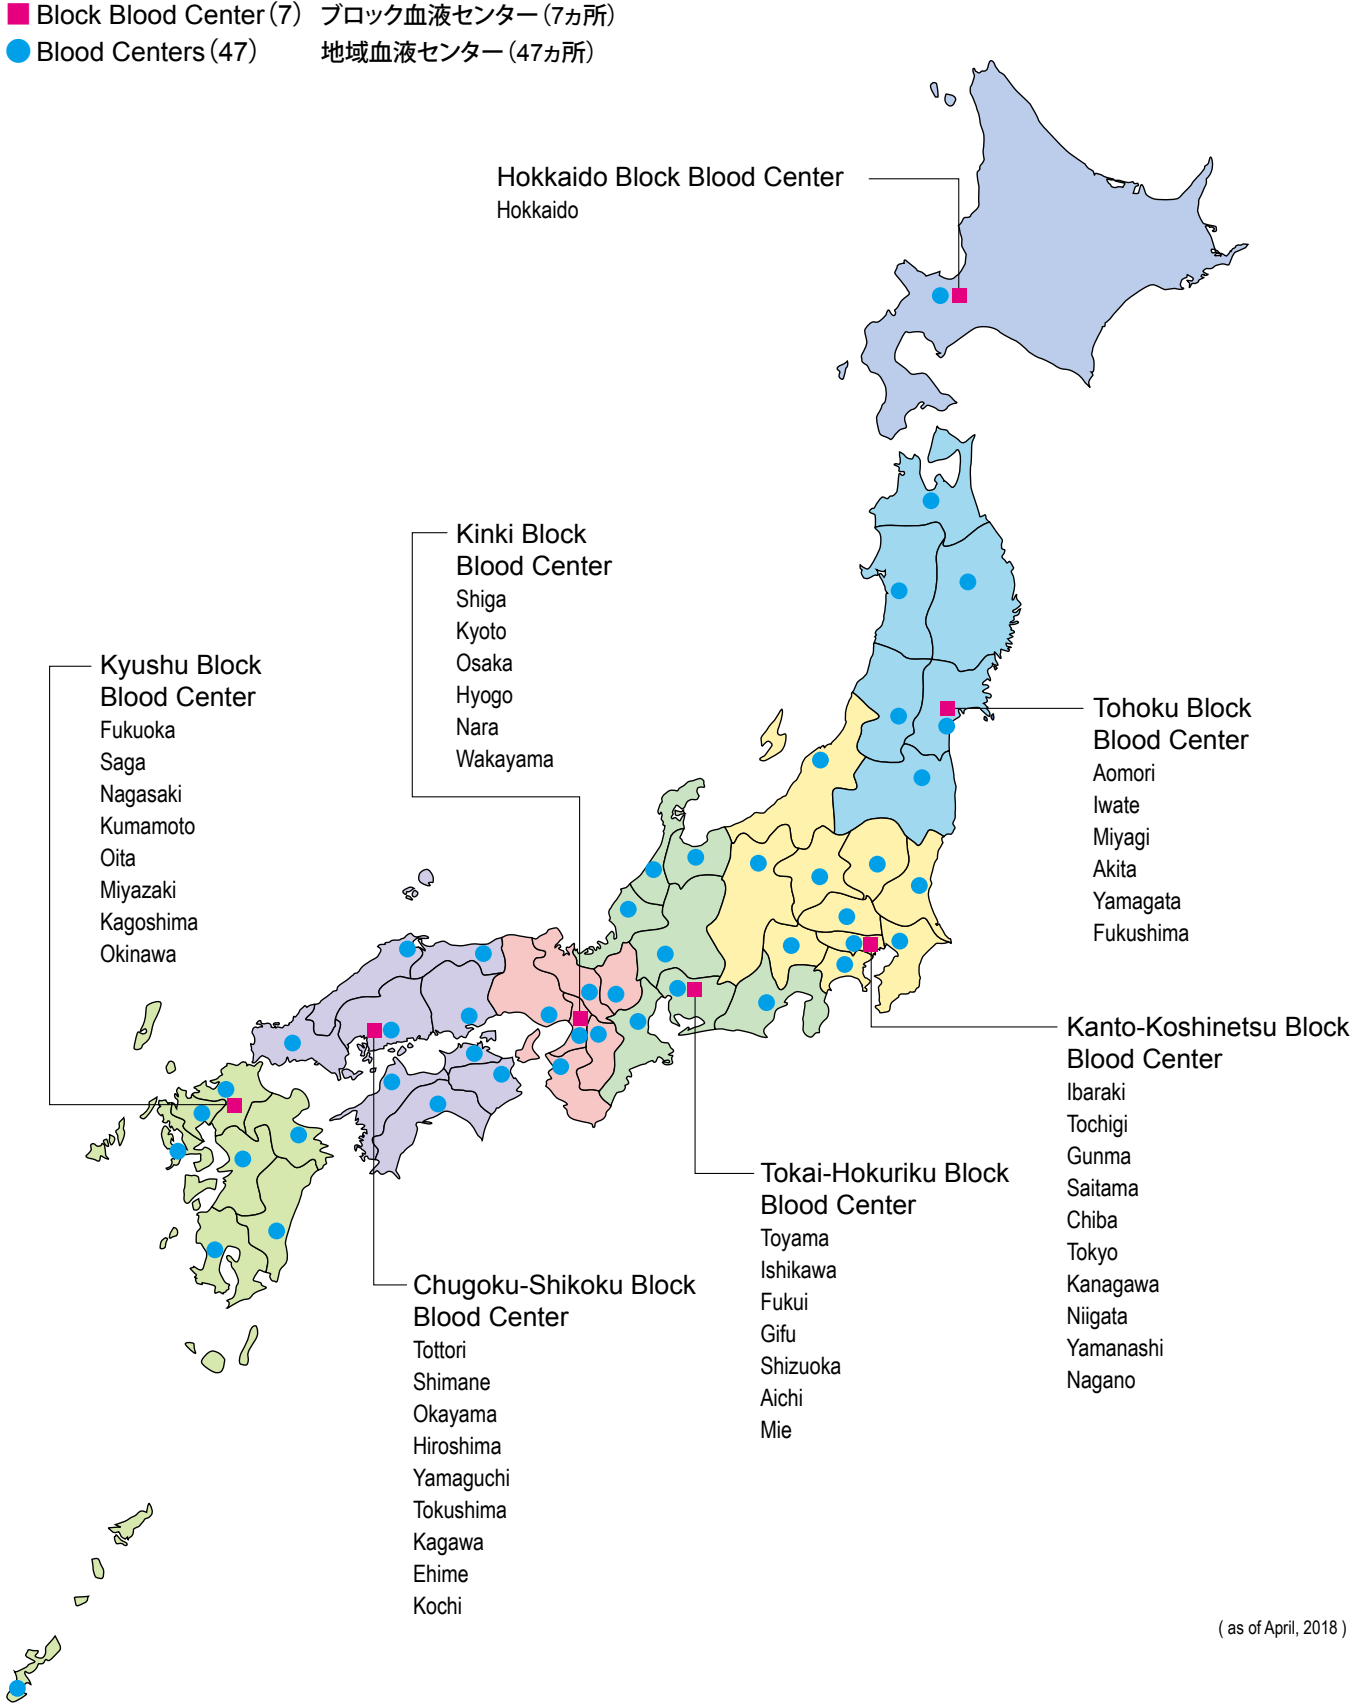 Block Blood Center（7） ブロック血液センター（7ヵ所）
Blood Centers（47） 地域血液センター（47ヵ所）
Hokkaido Block Blood Center
Hokkaido
Kinki Block
Blood Center
Shiga
Kyoto
Osaka
Hyogo
Nara
Wakayama
Kyushu Block
Blood Center
Fukuoka
Saga
Nagasaki
Kumamoto
Oita
Miyazaki
Kagoshima
Okinawa
Tohoku Block
Blood Center
Aomori
Iwate
Miyagi
Akita
Yamagata
Fukushima
Kanto-Koshinetsu Block
Blood Center
Ibaraki
Tochigi
Gunma
Saitama
Chiba
Tokyo
Kanagawa
Niigata
Yamanashi
Nagano
Tokai-Hokuriku Block
Blood Center
Toyama
Ishikawa
Fukui
Gifu
Shizuoka
Aichi
Mie
Chugoku-Shikoku Block
Blood Center
Tottori
Shimane
Okayama
Hiroshima
Yamaguchi
Tokushima
Kagawa
Ehime
Kochi
( as of April, 2018 )